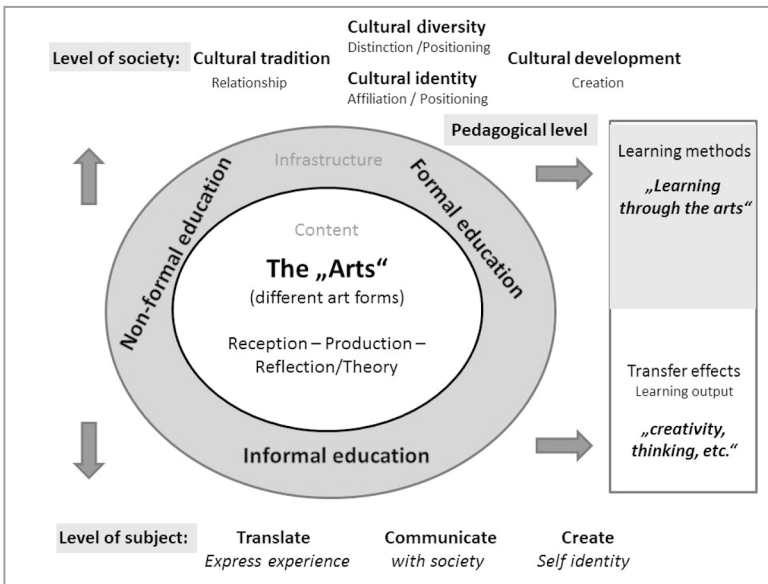 Level of society:
Cultural tradition
Relationship
Cultural diversity
Distinction /Positioning
Cultural identity
Affiliation / Positioning
Cultural development
Creation
Pedagogical level
Infrastructure
Non-formal education
Formal education
Content
The „Arts“
(different art forms)
Reception – Production –
Reflection/Theory
Informal education
Learning methods
„Learning
through the arts“
Transfer effects
Learning output
„creativity,
thinking, etc.“
Level of subject:
Translate
Express experience
Communicate
with society
Create
Self identity